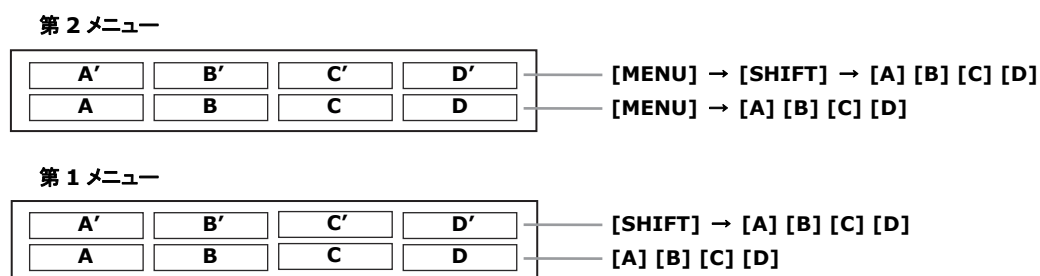 第 2 メニュー
A′ B′ C′ D′ [MENU] → [SHIFT] → [A] [B] [C] [D]
A B C D [MENU] → [A] [B] [C] [D]
第 1 メニュー
A′ B′ C′ D′ [SHIFT] → [A] [B] [C] [D]
A B C D [A] [B] [C] [D]